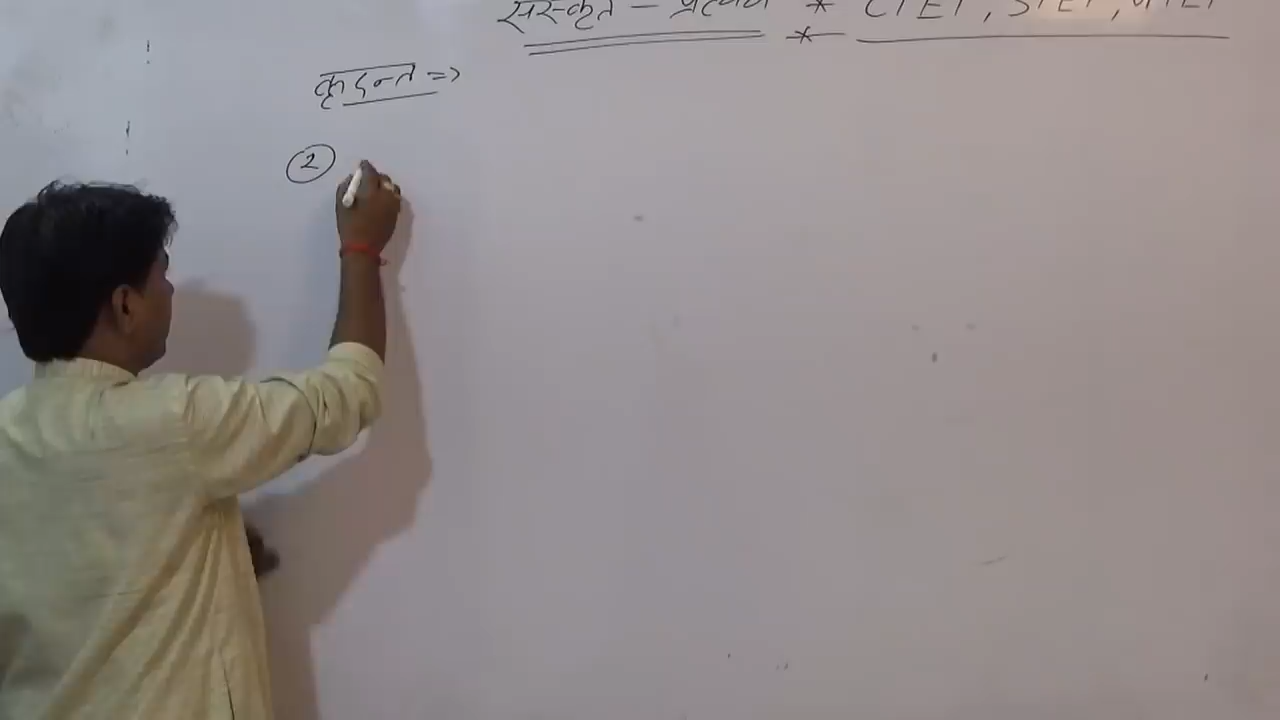 संस्कृत - प्रत्यय * CTET, STET,
*
कृदन्त =>
2